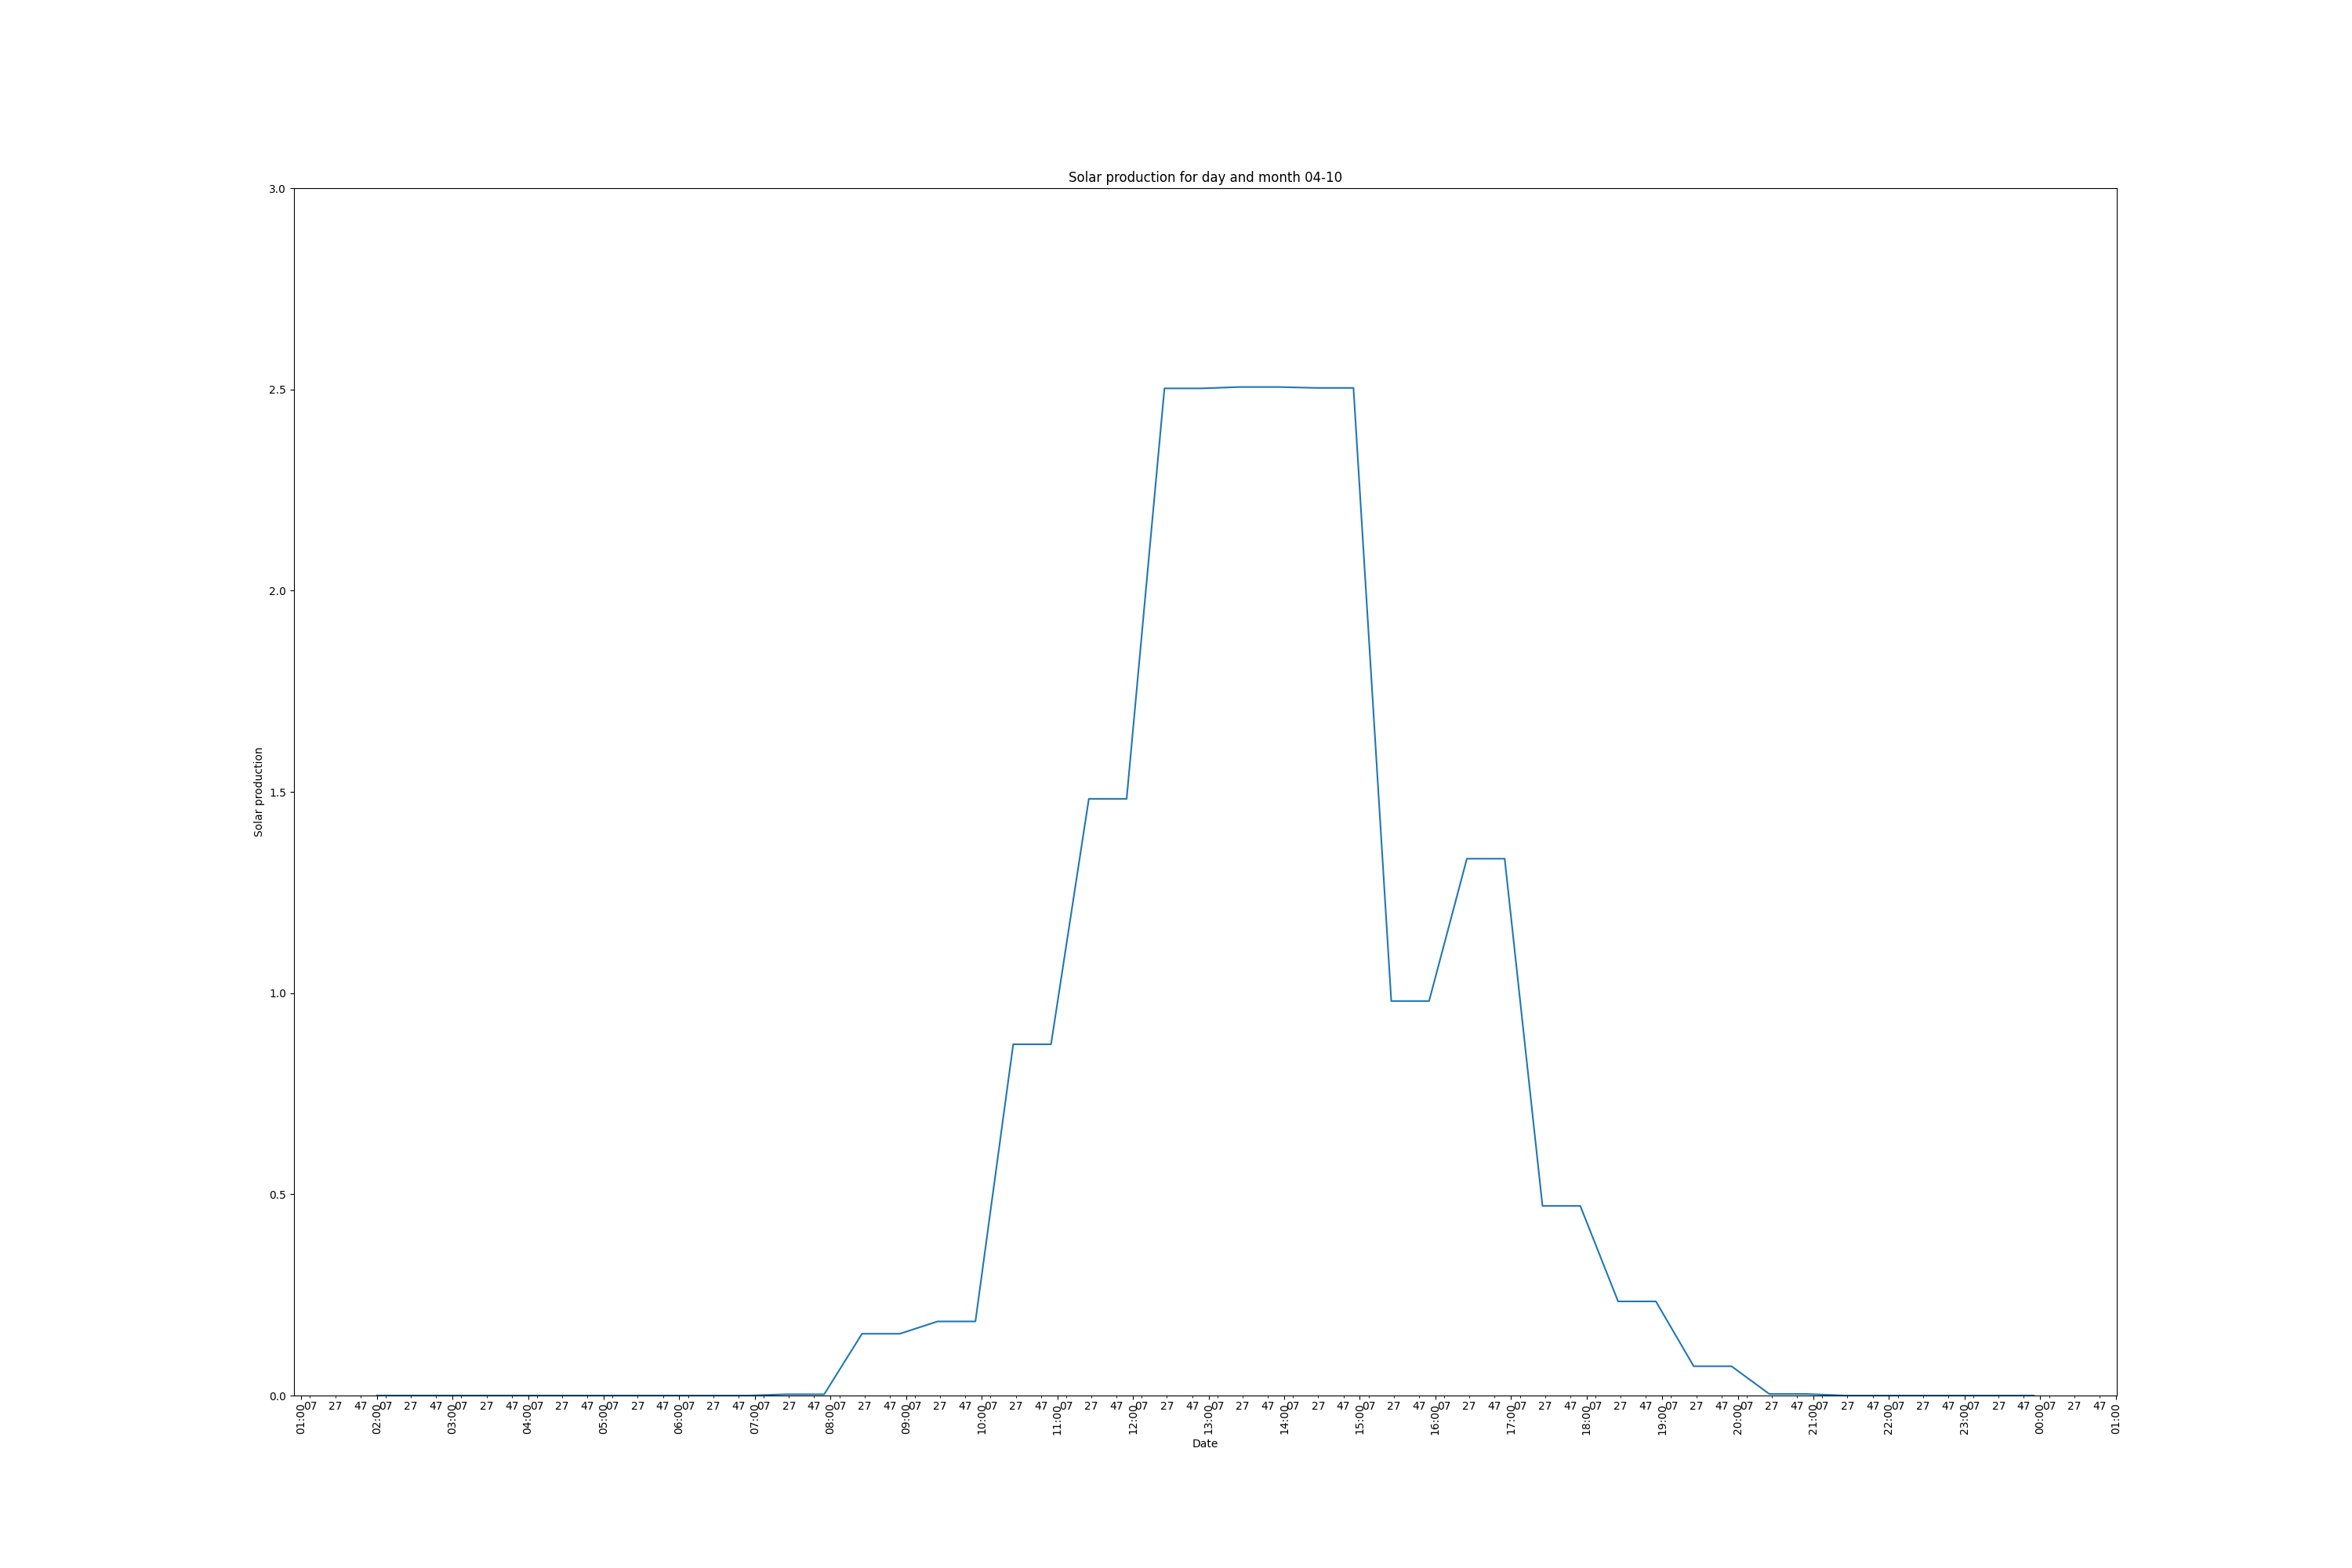 Solar production for day and month 04-10
3.0
2.5
2.0
1.5
1.0
0.5
0.0
Solar production
07 27 47 07 27 47 07 27 47 07 27 47 07 27 47 07 27 47 07 27 47 07 27 47 07 27 47 07 27 47 07 27 47 07 27 47 07 27 47 07 27 47 07 27 47 07 27 47 07 27 47 07 27 47 07 27 47 07 27 47 07 27 47 07 27 47 07 27 47 07 27 47
01:00 02:00 03:00 04:00 05:00 06:00 07:00 08:00 09:00 10:00 11:00 12:00 13:00 14:00 15:00 16:00 17:00 18:00 19:00 20:00 21:00 22:00 23:00 00:00 01:00
Date